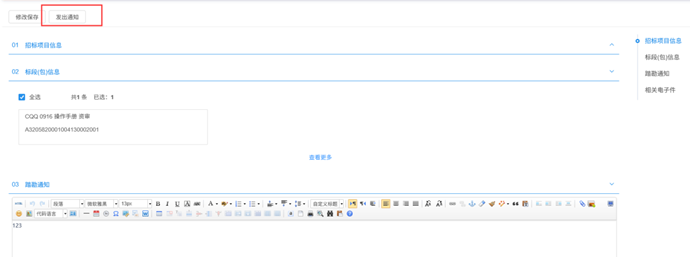 修改保存 发出通知
01 招标项目信息
02 标段(包)信息
全选 共1 条 已选：1
CQQ 0916 操作手册 资审
A3205820001004130002001
查看更多
03 踏勘通知
HTML 段落 微软雅黑 13px B I U 自定义标题
代码语言
123
招标项目信息
标段(包)信息
踏勘通知
相关电子件